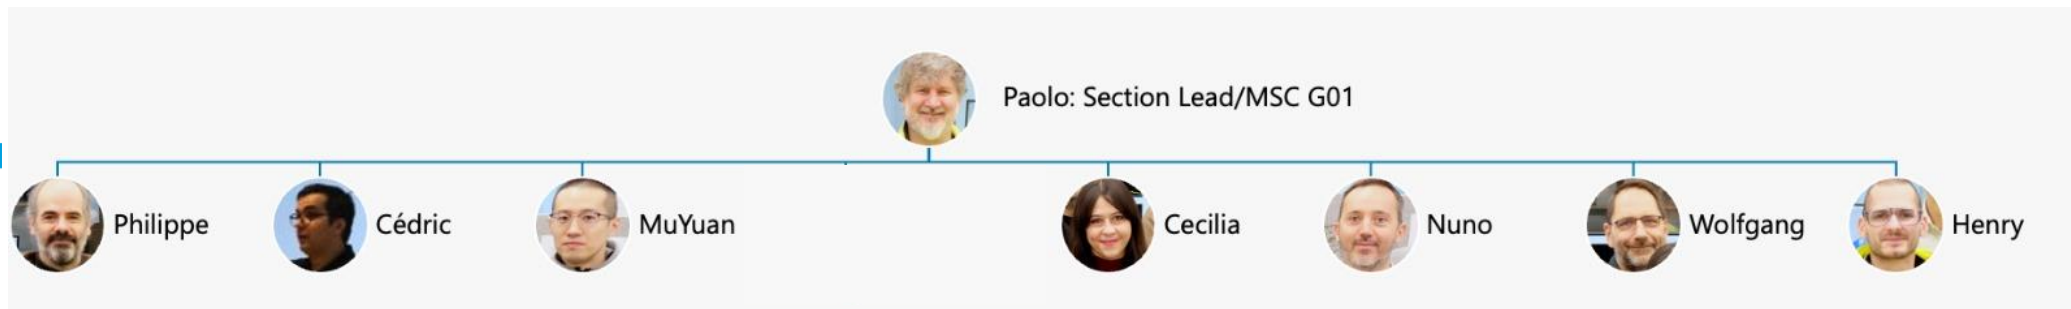 Paolo: Section Lead/MSC G01
Philippe
Cédric
MuYuan
Cecilia
Nuno
Wolfgang
Henry